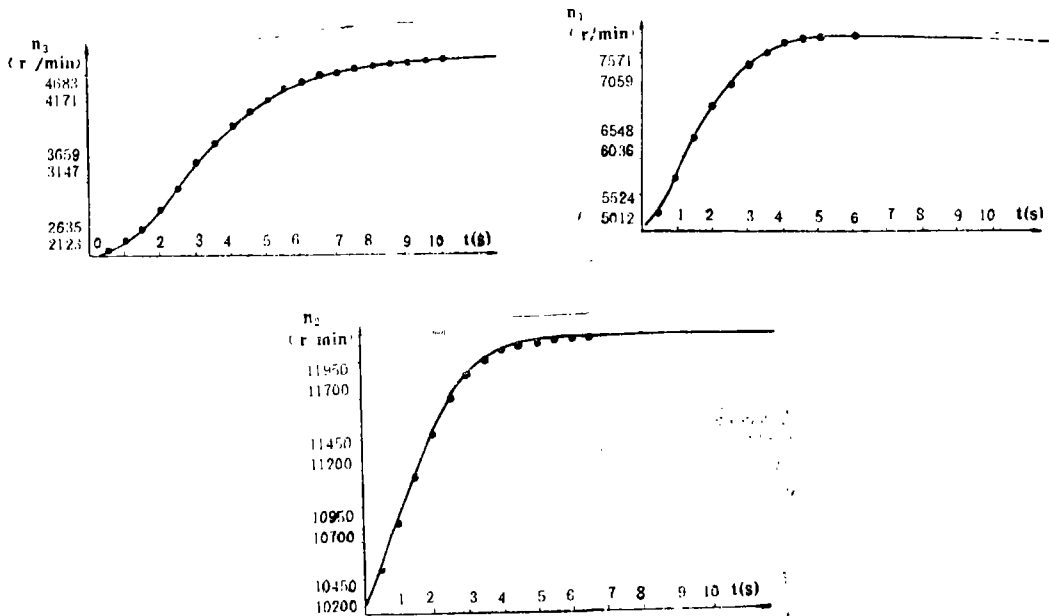 n₃
(r/min)
4683
4171
3659
3147
2635
2123
0 2 3 4 5 6 7 8 9 10 t(s)
n₁
(r/min)
7571
7059
6548
6036
5524
5012
1 2 3 4 5 6 7 8 9 10 t(s)
n₂
(r min)
11950
11700
11450
11200
10950
10700
10450
10200
1 2 3 4 5 6 7 8 9 10 t(s)